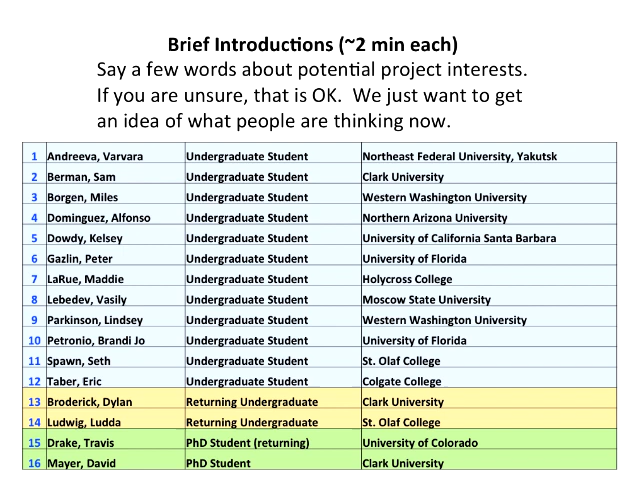 Brief Introductions (~2 min each)
Say a few words about potential project interests.
If you are unsure, that is OK.  We just want to get
an idea of what people are thinking now.
1 Andreeva, Varvara Undergraduate Student Northeast Federal University, Yakutsk
2 Berman, Sam Undergraduate Student Clark University
3 Borgen, Miles Undergraduate Student Western Washington University
4 Dominguez, Alfonso Undergraduate Student Northern Arizona University
5 Dowdy, Kelsey Undergraduate Student University of California Santa Barbara
6 Gazlin, Peter Undergraduate Student University of Florida
7 LaRue, Maddie Undergraduate Student Holycross College
8 Lebedev, Vasily Undergraduate Student Moscow State University
9 Parkinson, Lindsey Undergraduate Student Western Washington University
10 Petronio, Brandi Jo Undergraduate Student University of Florida
11 Spawn, Seth Undergraduate Student St. Olaf College
12 Taber, Eric Undergraduate Student Colgate College
13 Broderick, Dylan Returning Undergraduate Clark University
14 Ludwig, Ludda Returning Undergraduate St. Olaf College
15 Drake, Travis PhD Student (returning) University of Colorado
16 Mayer, David PhD Student Clark University